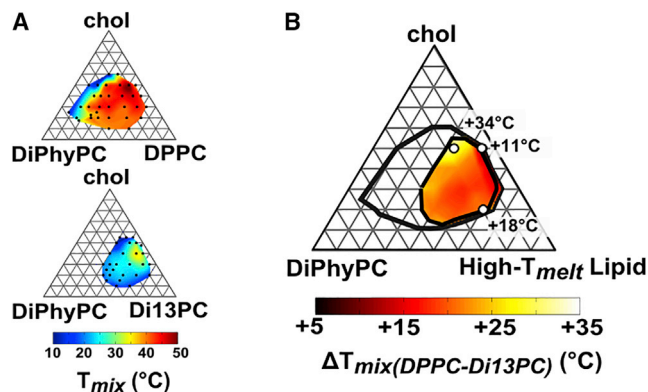 A
chol
DiPhyPC DPPC
chol
DiPhyPC Di13PC
10 20 30 40 50
Tmix (°C)
B
chol
+34°C
+11°C
+18°C
DiPhyPC High-Tmelt Lipid
+5 +15 +25 +35
ΔTmix(DPPC-Di13PC) (°C)